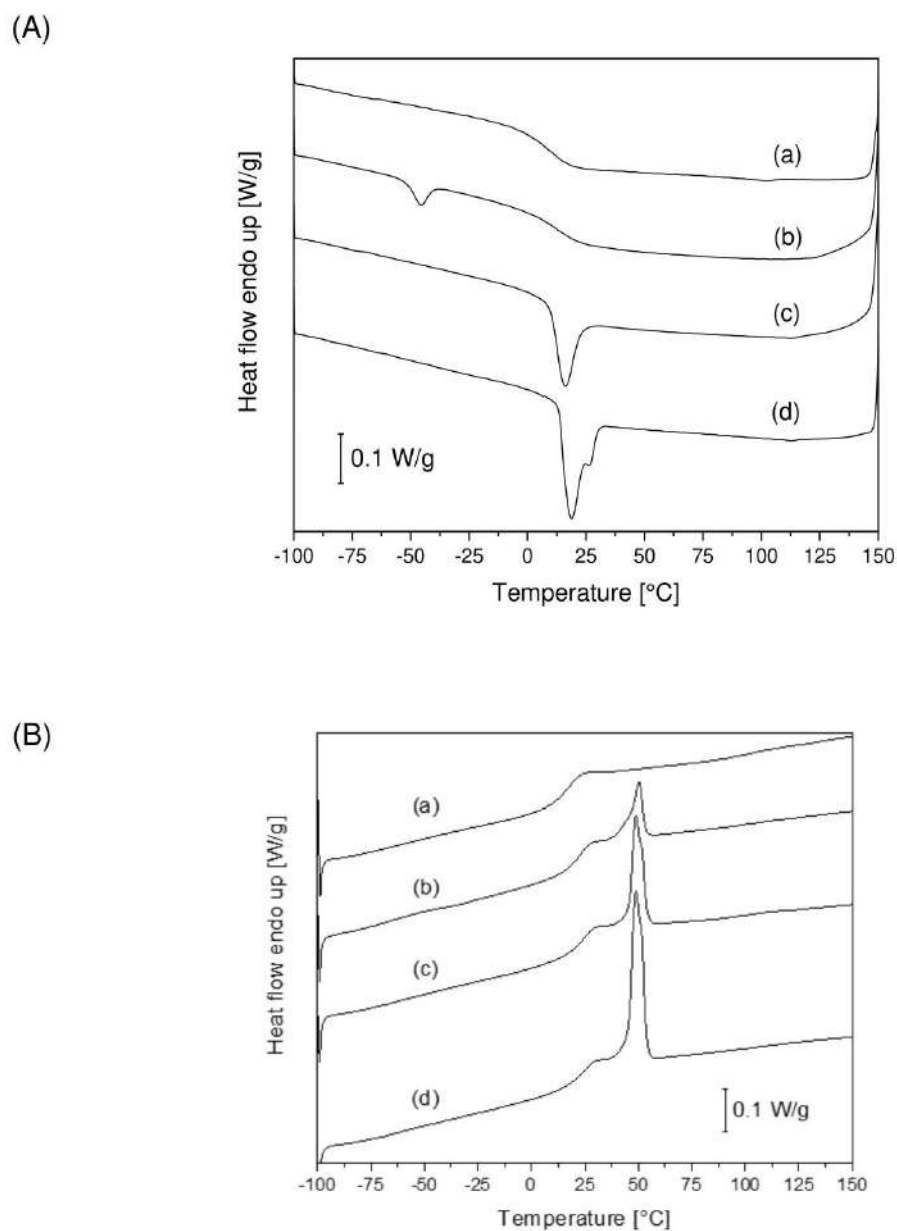 (A)
Heat flow endo up [W/g]
(a)
(b)
(c)
(d)
0.1 W/g
-100 -75 -50 -25 0 25 50 75 100 125 150
Temperature [°C]
(B)
Heat flow endo up [W/g]
(a)
(b)
(c)
(d)
0.1 W/g
-100 -75 -50 -25 0 25 50 75 100 125 150
Temperature [°C]